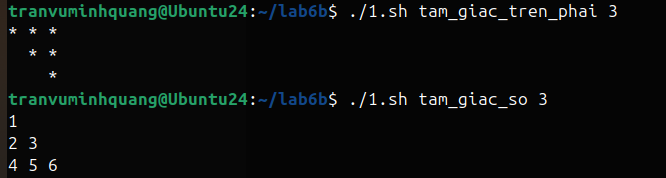 tranvuminhquang@Ubuntu24:~/lab6b$ ./1.sh tam_giac_tren_phai 3
* * *
  * *
    *
tranvuminhquang@Ubuntu24:~/lab6b$ ./1.sh tam_giac_so 3
1
2 3
4 5 6